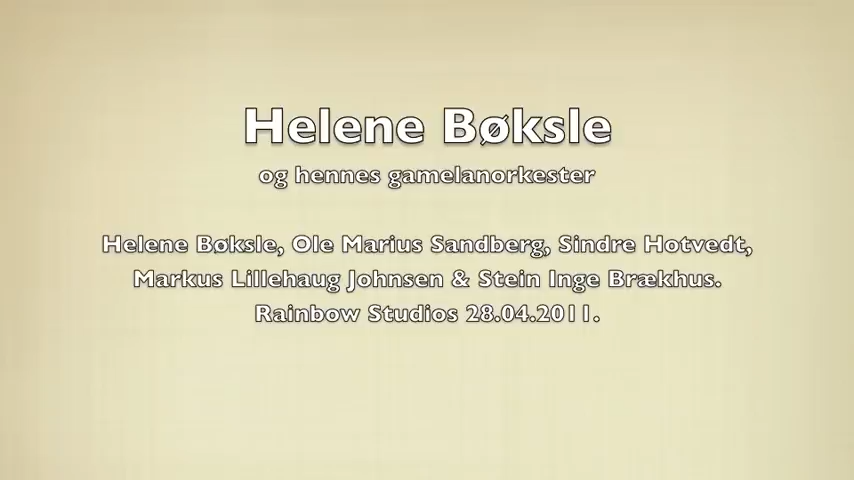 Helene Bøksle
og hennes gamelanorkester
Helene Bøksle, Ole Marius Sandberg, Sindre Hotvedt,
Markus Lillehaug Johnsen & Stein Inge Brækhus.
Rainbow Studios 28.04.2011.